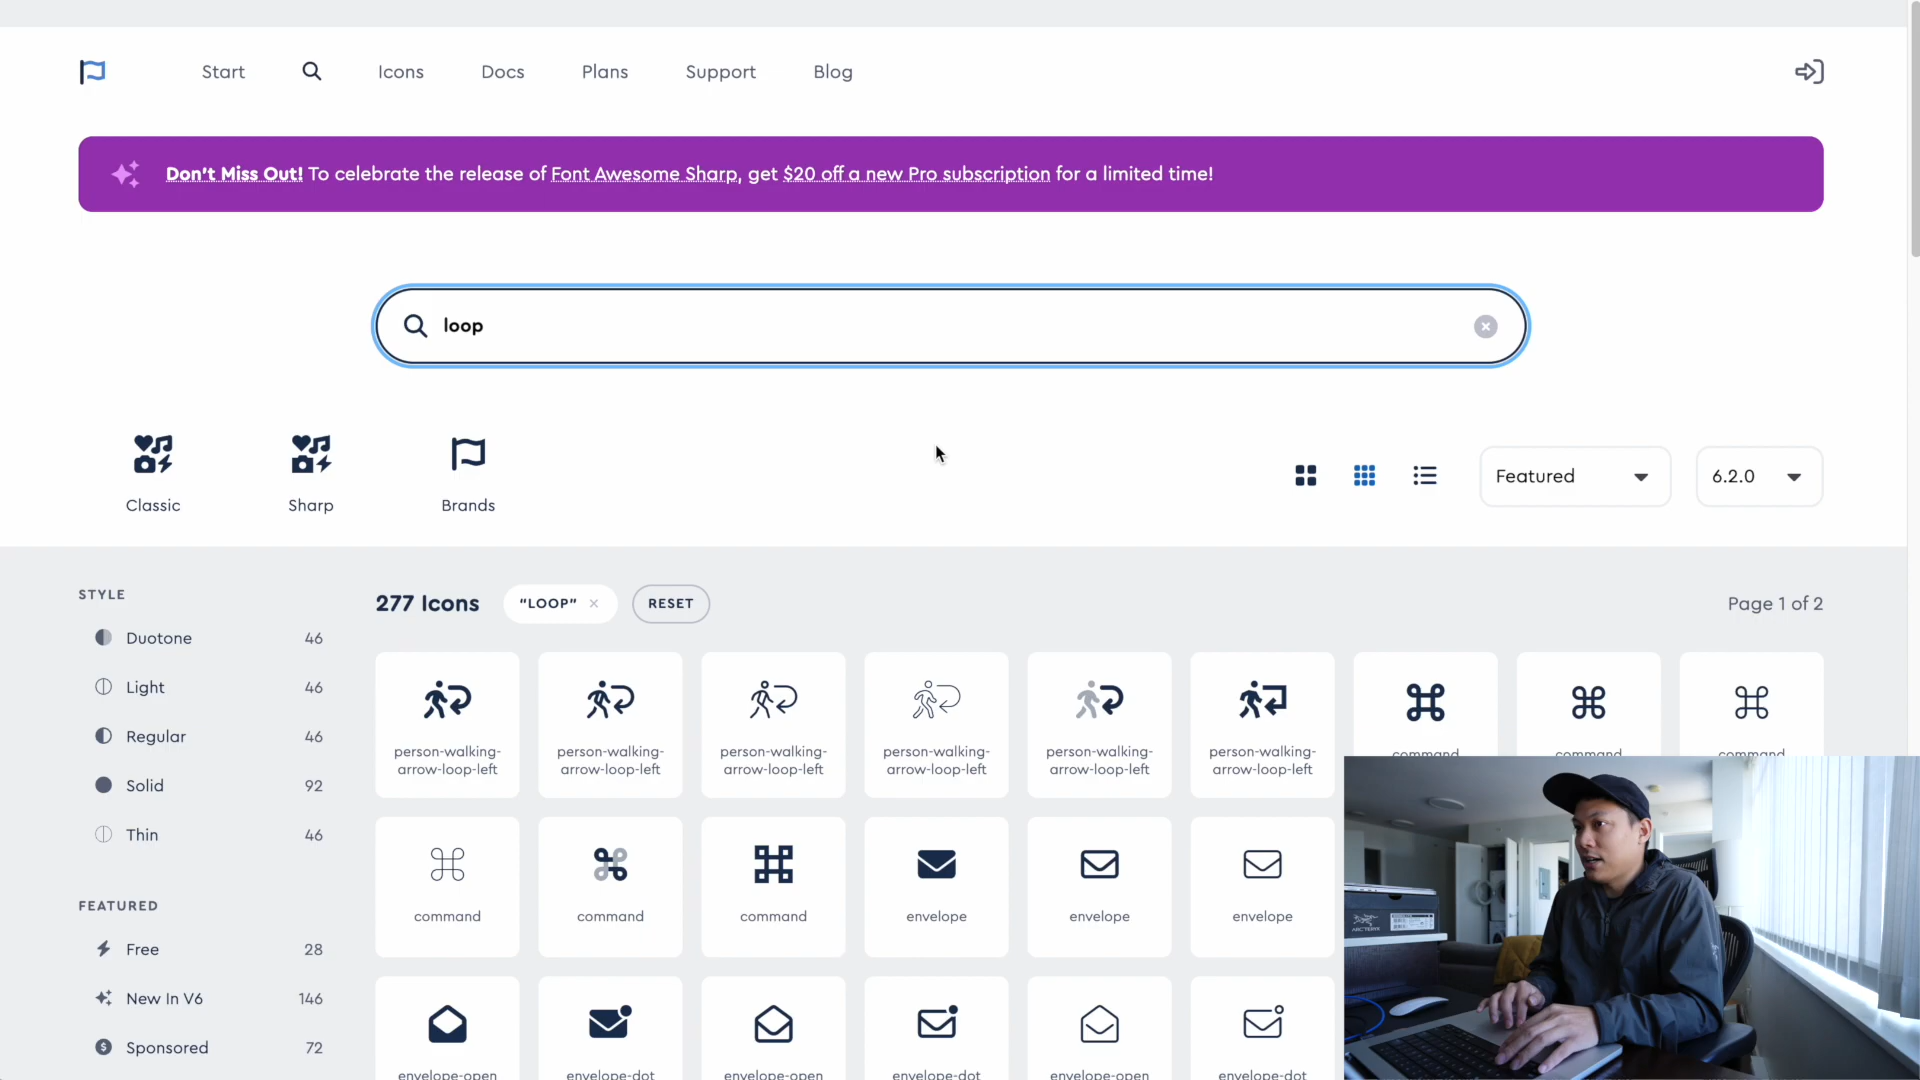 Start
Icons
Docs
Plans
Support
Blog
Don't Miss Out! To celebrate the release of Font Awesome Sharp, get $20 off a new Pro subscription for a limited time!
loop
Classic
Sharp
Brands
Featured
6.2.0
STYLE
Duotone 46
Light 46
Regular 46
Solid 92
Thin 46
FEATURED
Free 28
New In V6 146
Sponsored 72
277 Icons
“LOOP”
RESET
Page 1 of 2
person-walking-
arrow-loop-left
person-walking-
arrow-loop-left
person-walking-
arrow-loop-left
person-walking-
arrow-loop-left
person-walking-
arrow-loop-left
person-walking-
arrow-loop-left
command
command
command
command
command
command
envelope
envelope
envelope
envelope-open
envelope-dot
envelope-open
envelope-dot
envelope-open
envelope-dot
ARC'TERYX